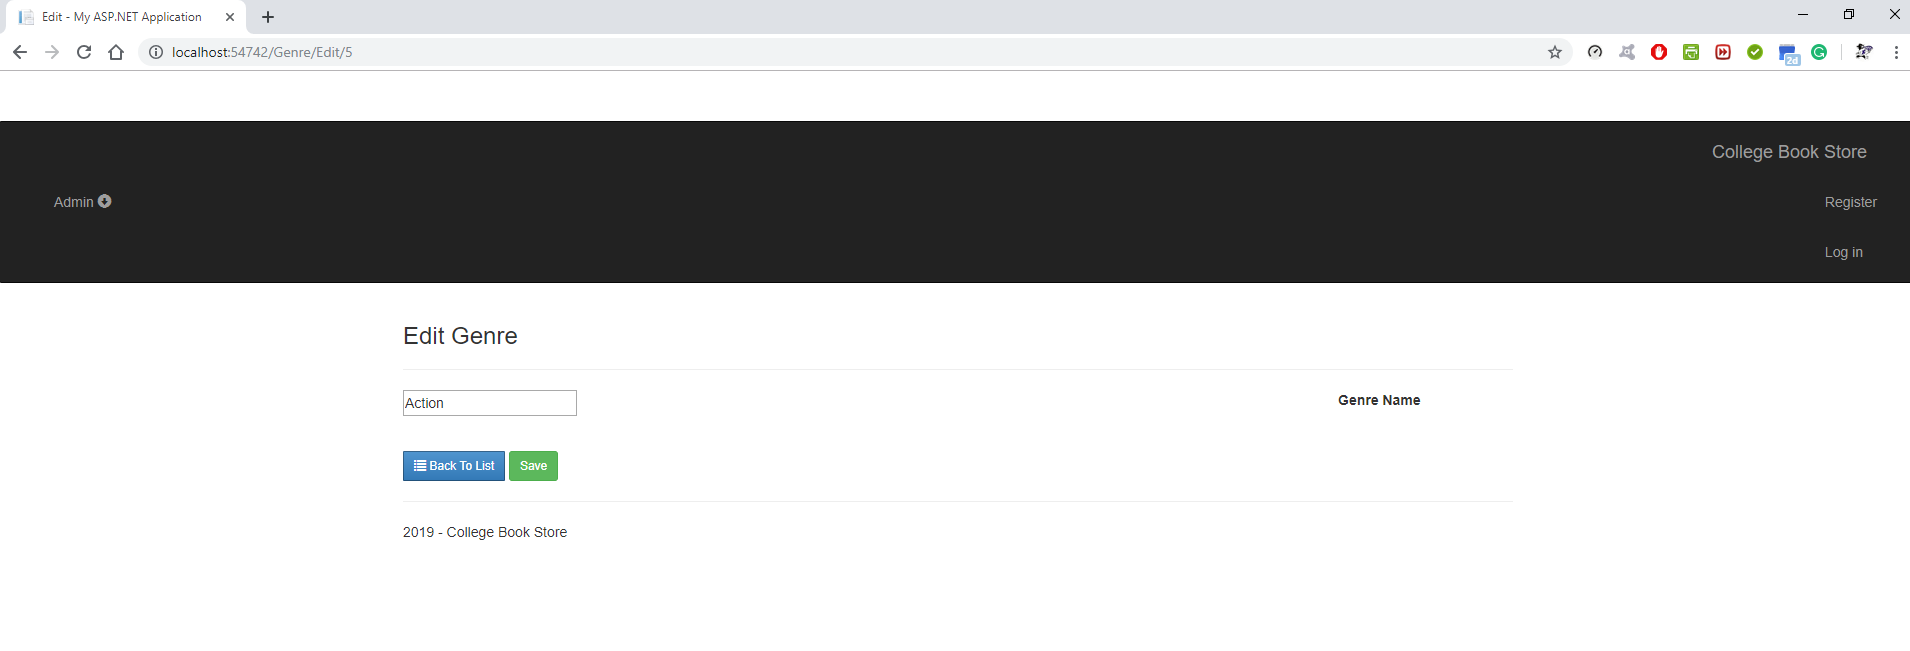 Edit - My ASP.NET Application
localhost:54742/Genre/Edit/5
2d
College Book Store
Admin
Register
Log in
Edit Genre
Action
Genre Name
Back To List
Save
2019 - College Book Store